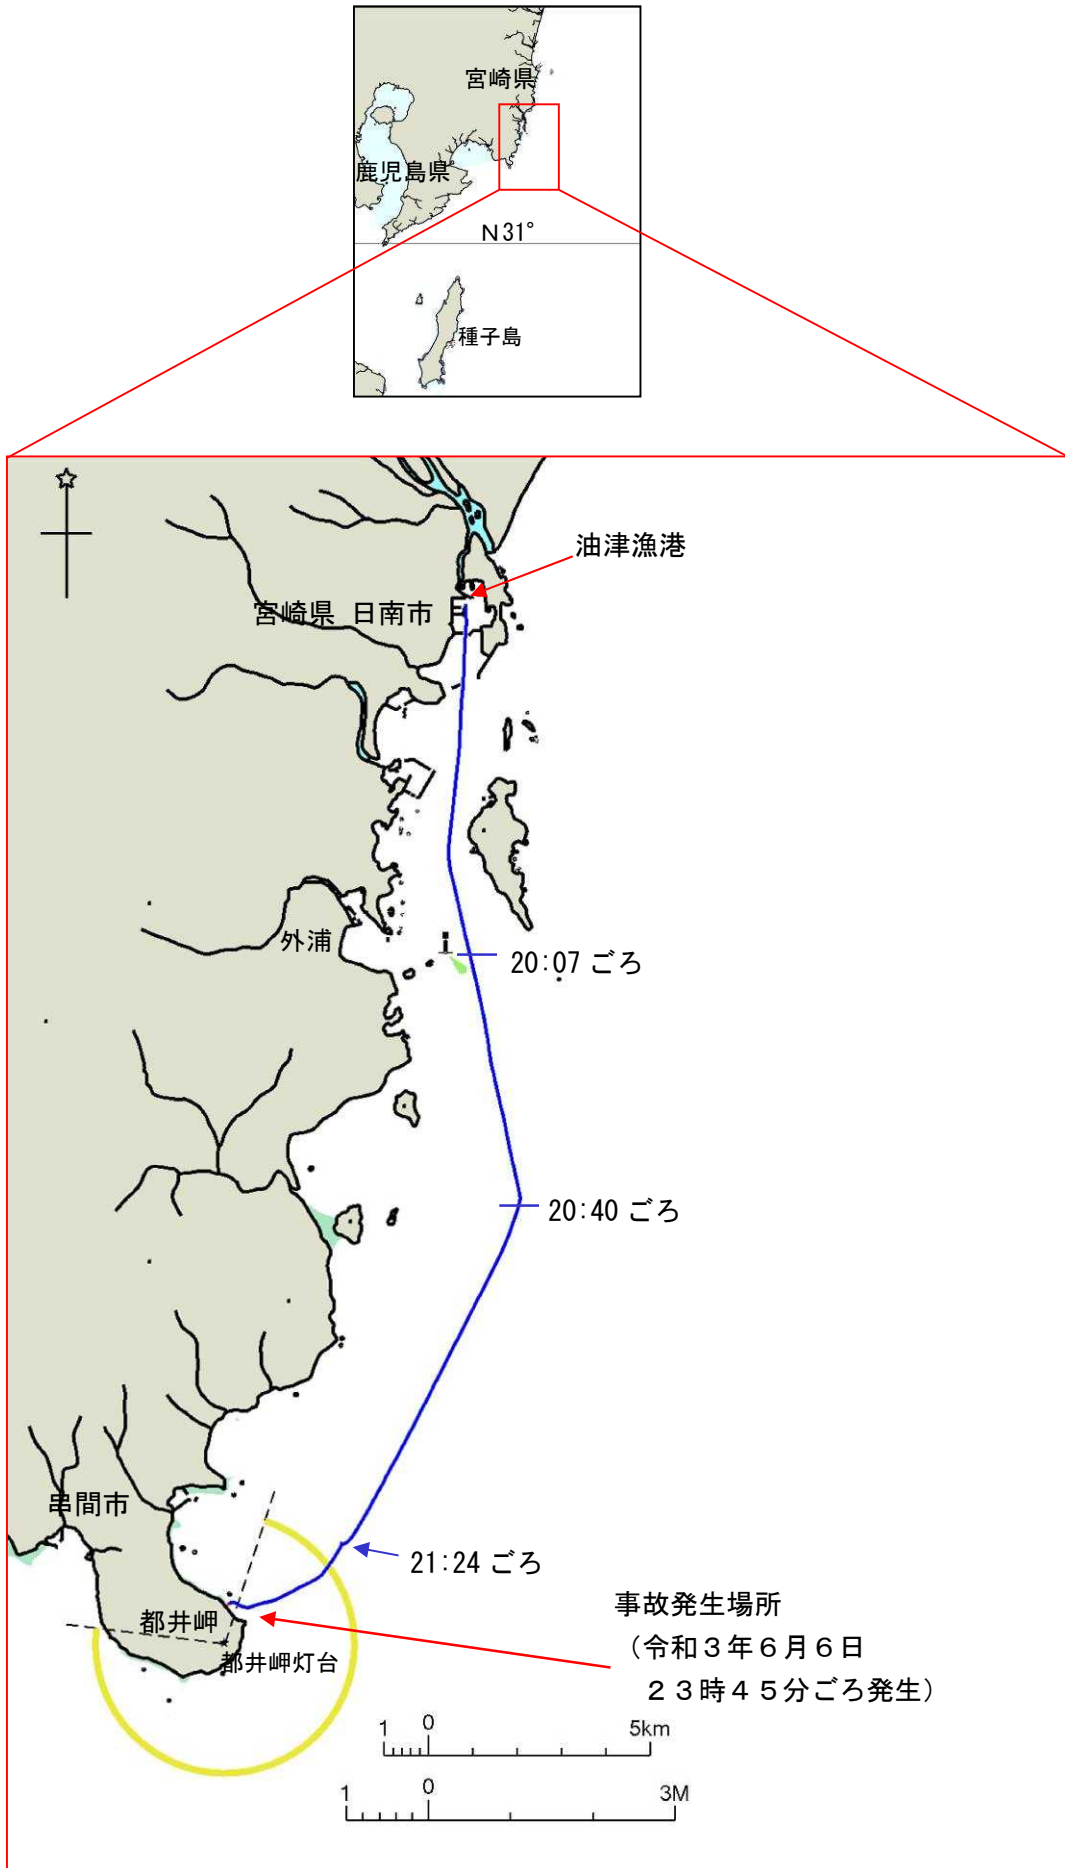 宮崎県
鹿児島県
N31°
種子島
油津漁港
宮崎県 日南市
外浦
20:07 ごろ
20:40 ごろ
串間市
21:24 ごろ
都井岬
都井岬灯台
事故発生場所
（令和３年６月６日
２３時４５分ごろ発生）
1 0 5km
1 0 3M